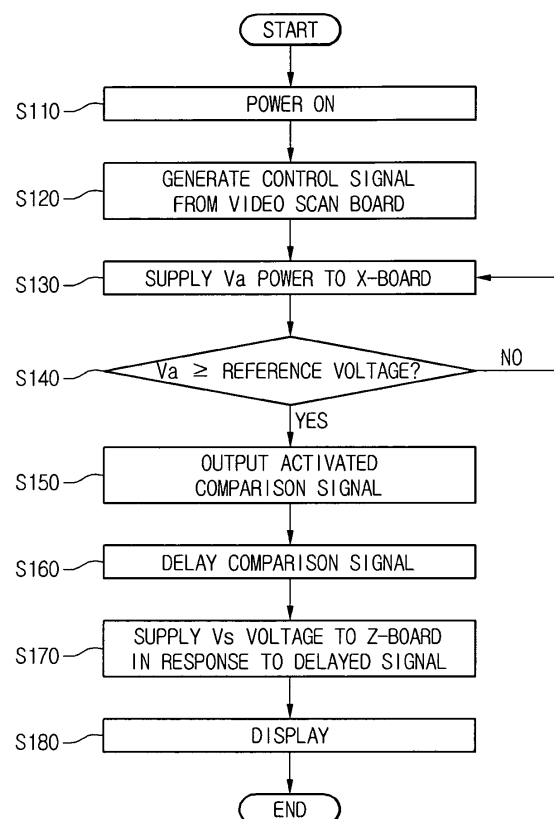 START
S110
POWER ON
S120
GENERATE CONTROL SIGNAL
FROM VIDEO SCAN BOARD
S130
SUPPLY Va POWER TO X-BOARD
S140
Va ≥ REFERENCE VOLTAGE?
NO
YES
S150
OUTPUT ACTIVATED
COMPARISON SIGNAL
S160
DELAY COMPARISON SIGNAL
S170
SUPPLY Vs VOLTAGE TO Z-BOARD
IN RESPONSE TO DELAYED SIGNAL
S180
DISPLAY
END